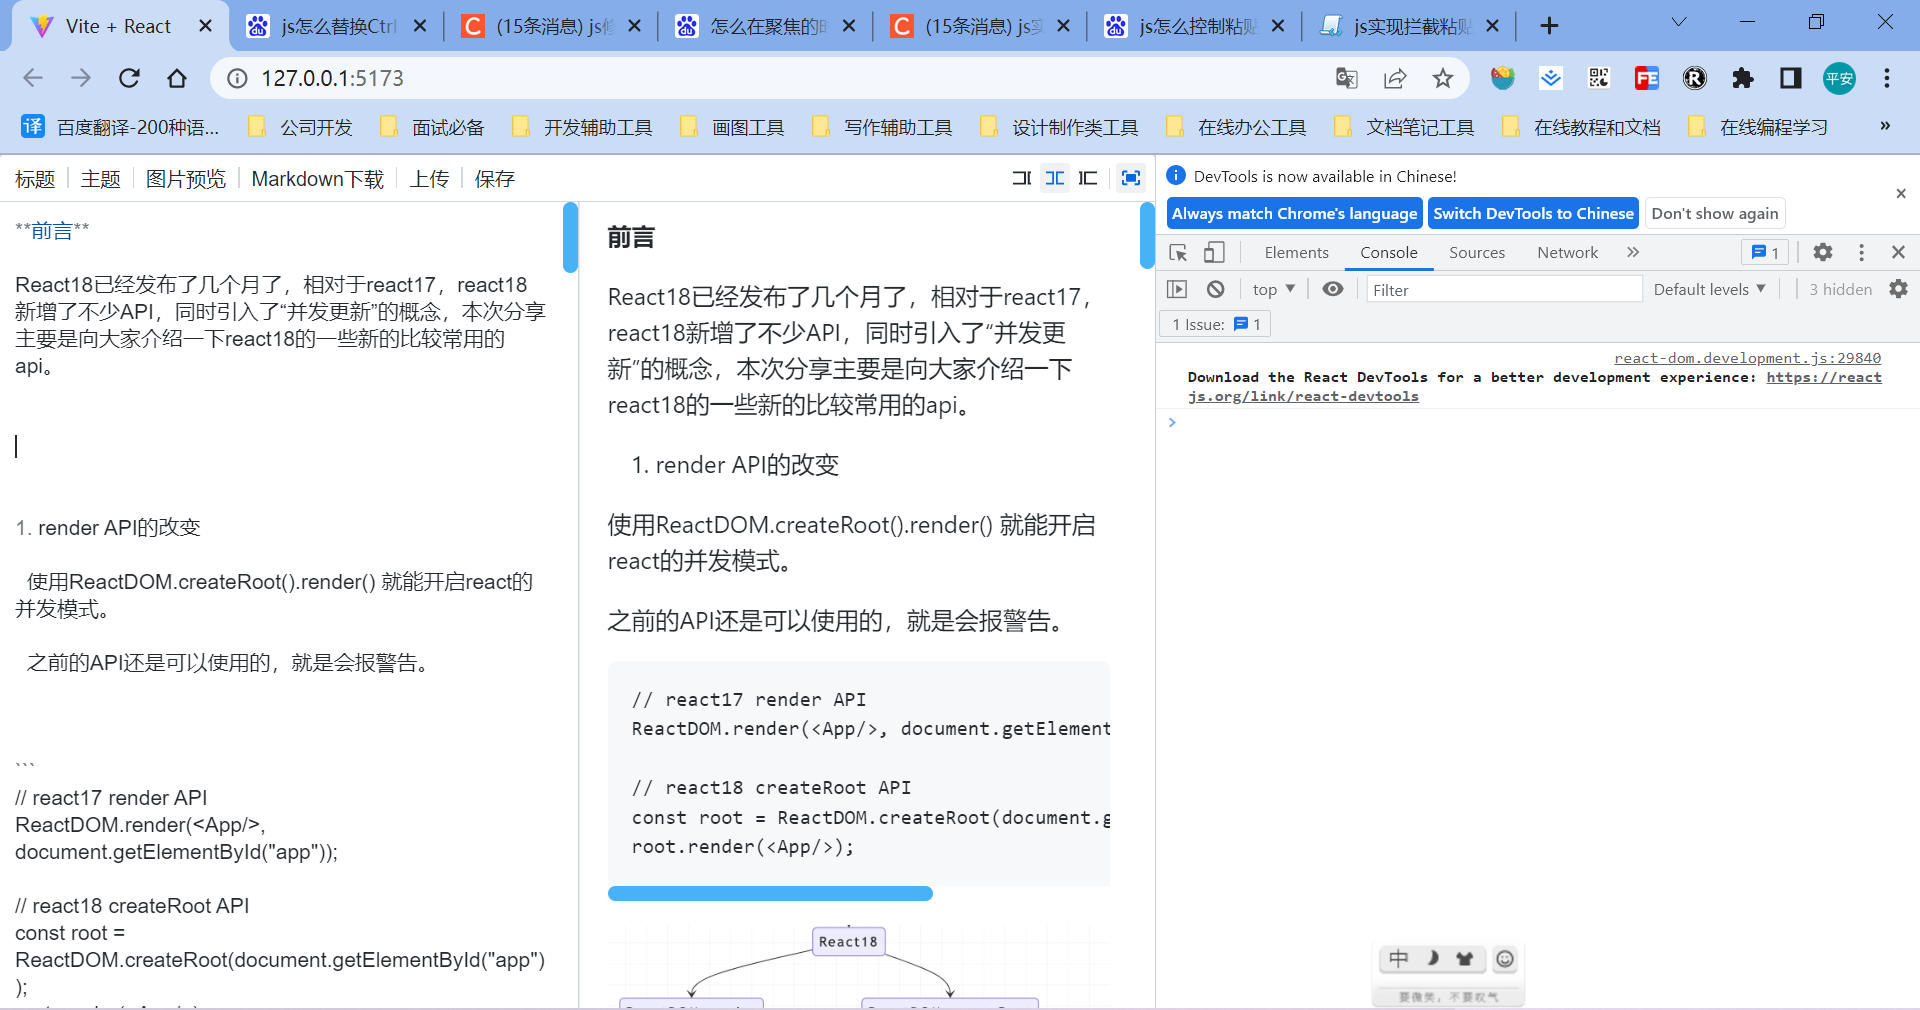 Vite + React
js怎么替换Ctrl
(15条消息) js修
怎么在聚焦的时
(15条消息) js实
js怎么控制粘贴
js实现拦截粘贴
127.0.0.1:5173
平安
译 百度翻译-200种语...
公司开发
面试必备
开发辅助工具
画图工具
写作辅助工具
设计制作类工具
在线办公工具
文档笔记工具
在线教程和文档
在线编程学习
»
标题
主题
图片预览
Markdown下载
上传
保存
**前言**
React18已经发布了几个月了，相对于react17，react18
新增了不少API，同时引入了“并发更新”的概念，本次分享
主要是向大家介绍一下react18的一些新的比较常用的
api。
1. render API的改变
使用ReactDOM.createRoot().render() 就能开启react的
并发模式。
之前的API还是可以使用的，就是会报警告。
```
// react17 render API
ReactDOM.render(<App/>,
document.getElementById("app"));
// react18 createRoot API
const root =
ReactDOM.createRoot(document.getElementById("app")
);
前言
React18已经发布了几个月了，相对于react17，
react18新增了不少API，同时引入了“并发更
新”的概念，本次分享主要是向大家介绍一下
react18的一些新的比较常用的api。
1. render API的改变
使用ReactDOM.createRoot().render() 就能开启
react的并发模式。
之前的API还是可以使用的，就是会报警告。
// react17 render API
ReactDOM.render(<App/>, document.getElement
// react18 createRoot API
const root = ReactDOM.createRoot(document.g
root.render(<App/>);
React18
DevTools is now available in Chinese!
Always match Chrome's language
Switch DevTools to Chinese
Don't show again
Elements
Console
Sources
Network
»
1
top
Filter
Default levels
3 hidden
1 Issue: 1
react-dom.development.js:29840
Download the React DevTools for a better development experience: https://react
js.org/link/react-devtools
中
要微笑，不要叹气